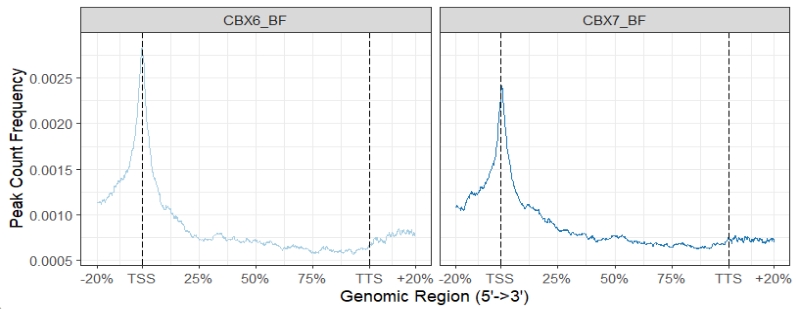 CBX6_BF CBX7_BF
Peak Count Frequency
0.0025
0.0020
0.0015
0.0010
0.0005
-20% TSS 25% 50% 75% TTS +20% -20% TSS 25% 50% 75% TTS +20%
Genomic Region (5'->3')